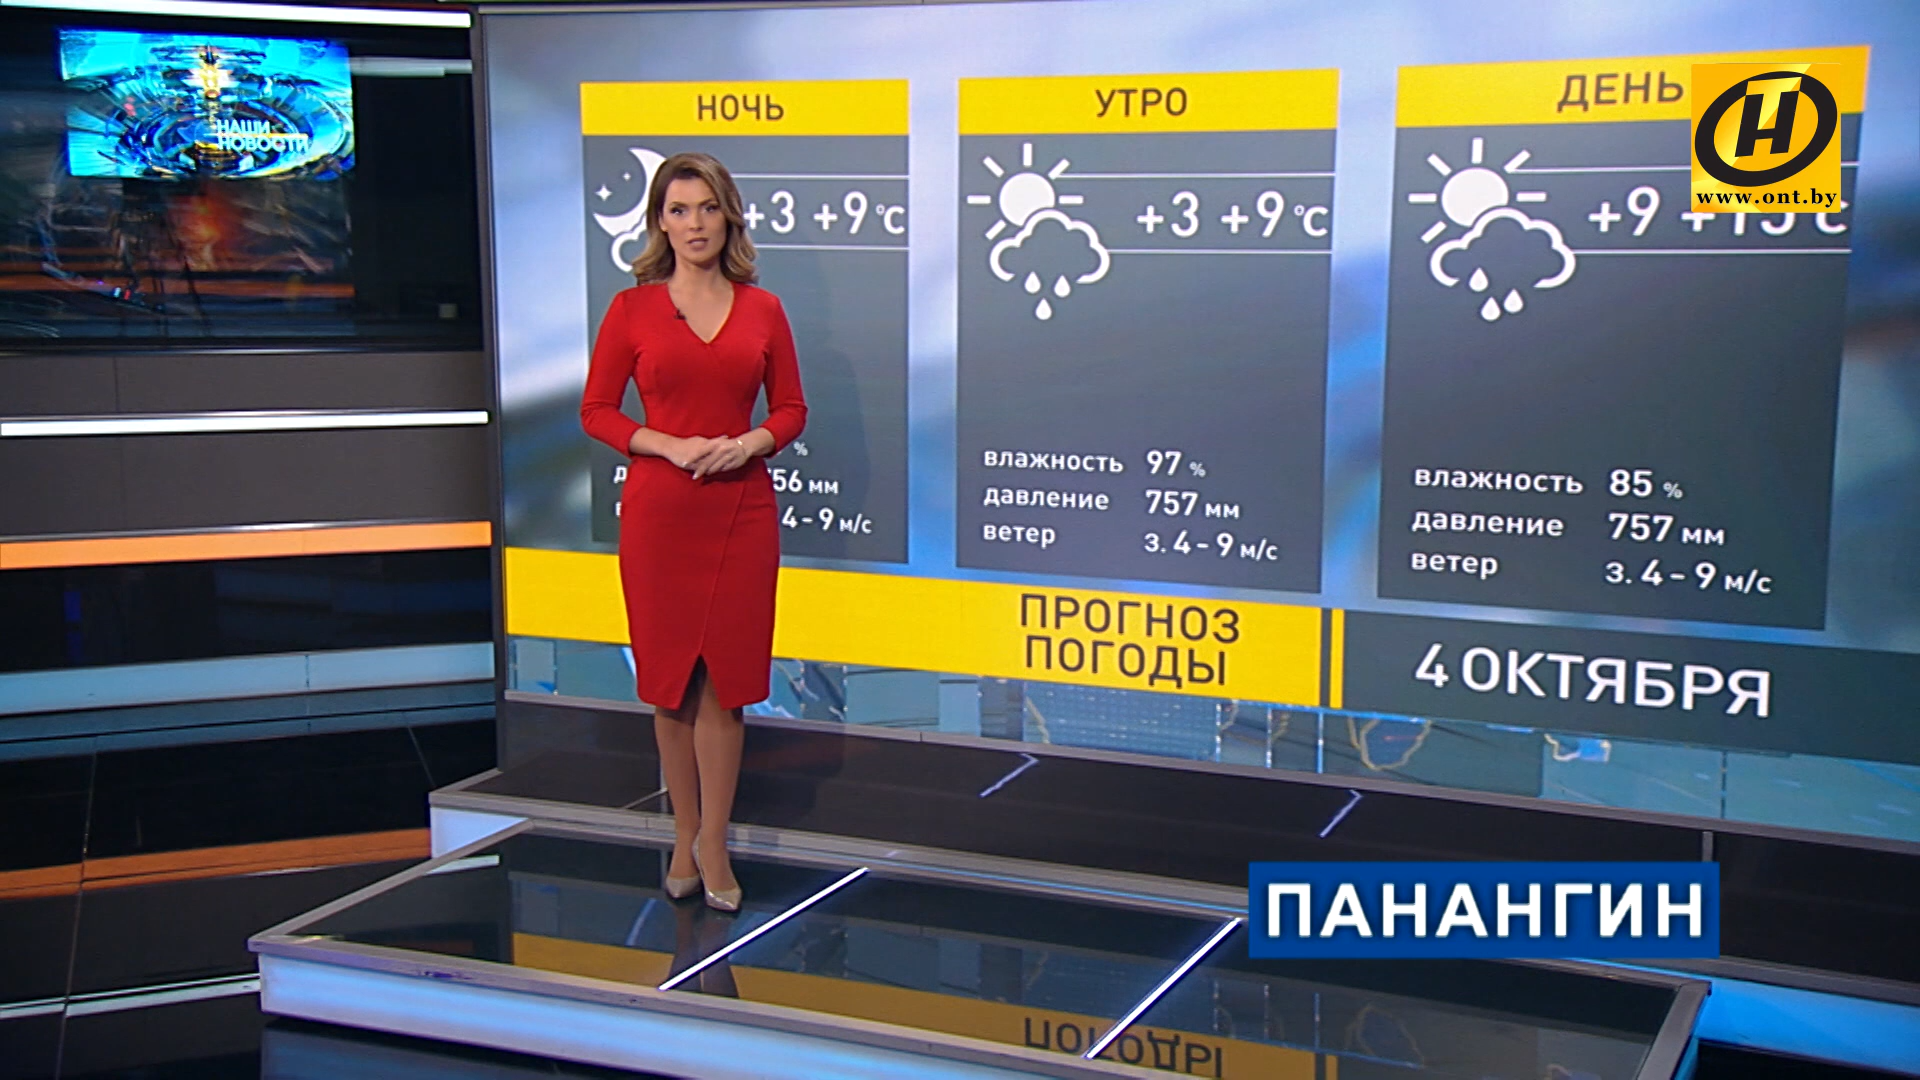 НАШИ
НОВОСТИ
НОЧЬ
+3 +9 °C
%
56 мм
4 - 9 м/с
УТРО
+3 +9 °C
влажность 97 %
давление 757 мм
ветер З. 4 - 9 м/с
ДЕНЬ
+9 +15 °C
влажность 85 %
давление 757 мм
ветер З. 4 - 9 м/с
ОНТ
www.ont.by
ПРОГНОЗ
ПОГОДЫ
4 ОКТЯБРЯ
ПАНАНГИН